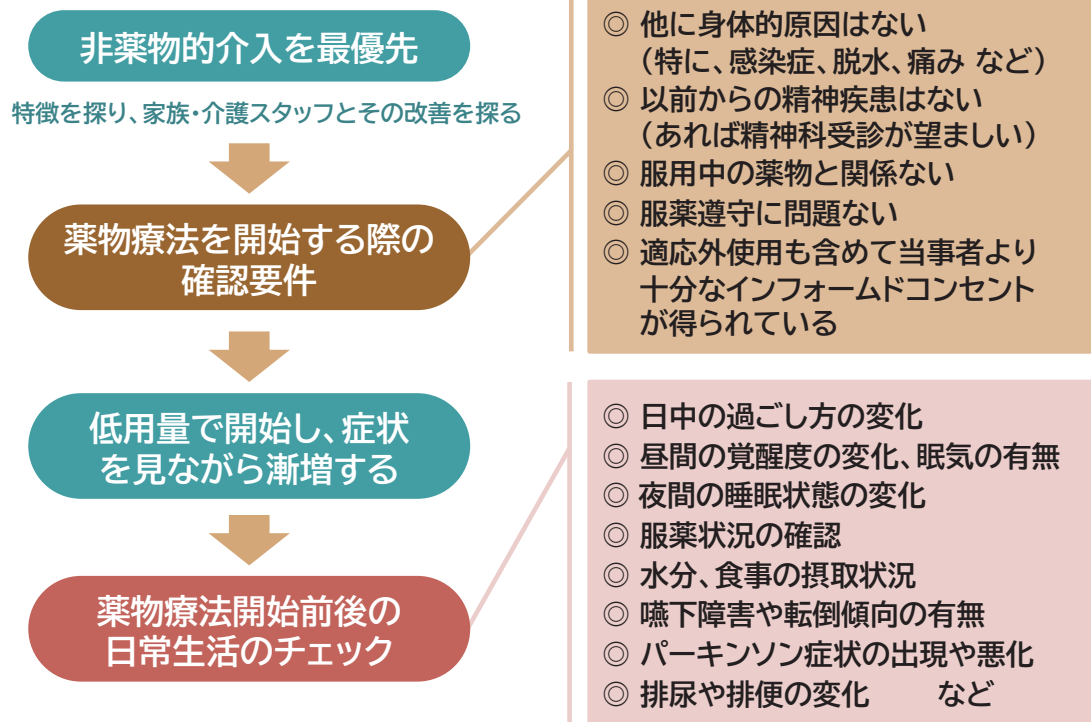 非薬物的介入を最優先
特徴を探り、家族・介護スタッフとその改善を探る
薬物療法を開始する際の
確認要件
◎ 他に身体的原因はない
（特に、感染症、脱水、痛み など）
◎ 以前からの精神疾患はない
（あれば精神科受診が望ましい）
◎ 服用中の薬物と関係ない
◎ 服薬遵守に問題ない
◎ 適応外使用も含めて当事者より
十分なインフォームドコンセント
が得られている
低用量で開始し、症状
を見ながら漸増する
薬物療法開始前後の
日常生活のチェック
◎ 日中の過ごし方の変化
◎ 昼間の覚醒度の変化、眠気の有無
◎ 夜間の睡眠状態の変化
◎ 服薬状況の確認
◎ 水分、食事の摂取状況
◎ 嚥下障害や転倒傾向の有無
◎ パーキンソン症状の出現や悪化
◎ 排尿や排便の変化　　など